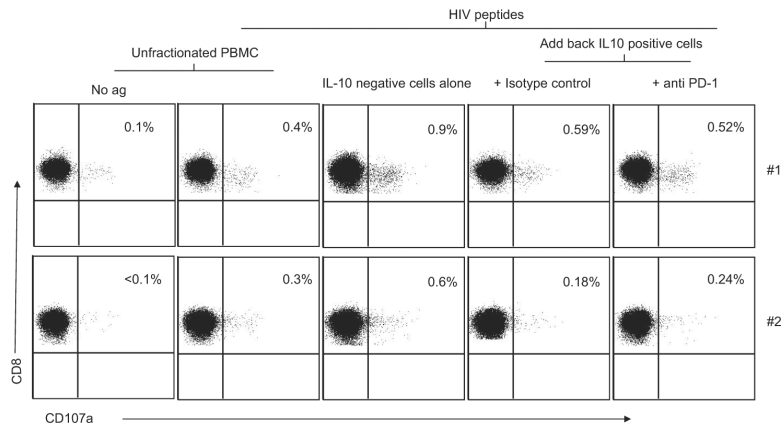 HIV peptides
Unfractionated PBMC
Add back IL10 positive cells
No ag
IL-10 negative cells alone
+ Isotype control
+ anti PD-1
0.1%
0.4%
0.9%
0.59%
0.52%
#1
<0.1%
0.3%
0.6%
0.18%
0.24%
#2
CD8
CD107a